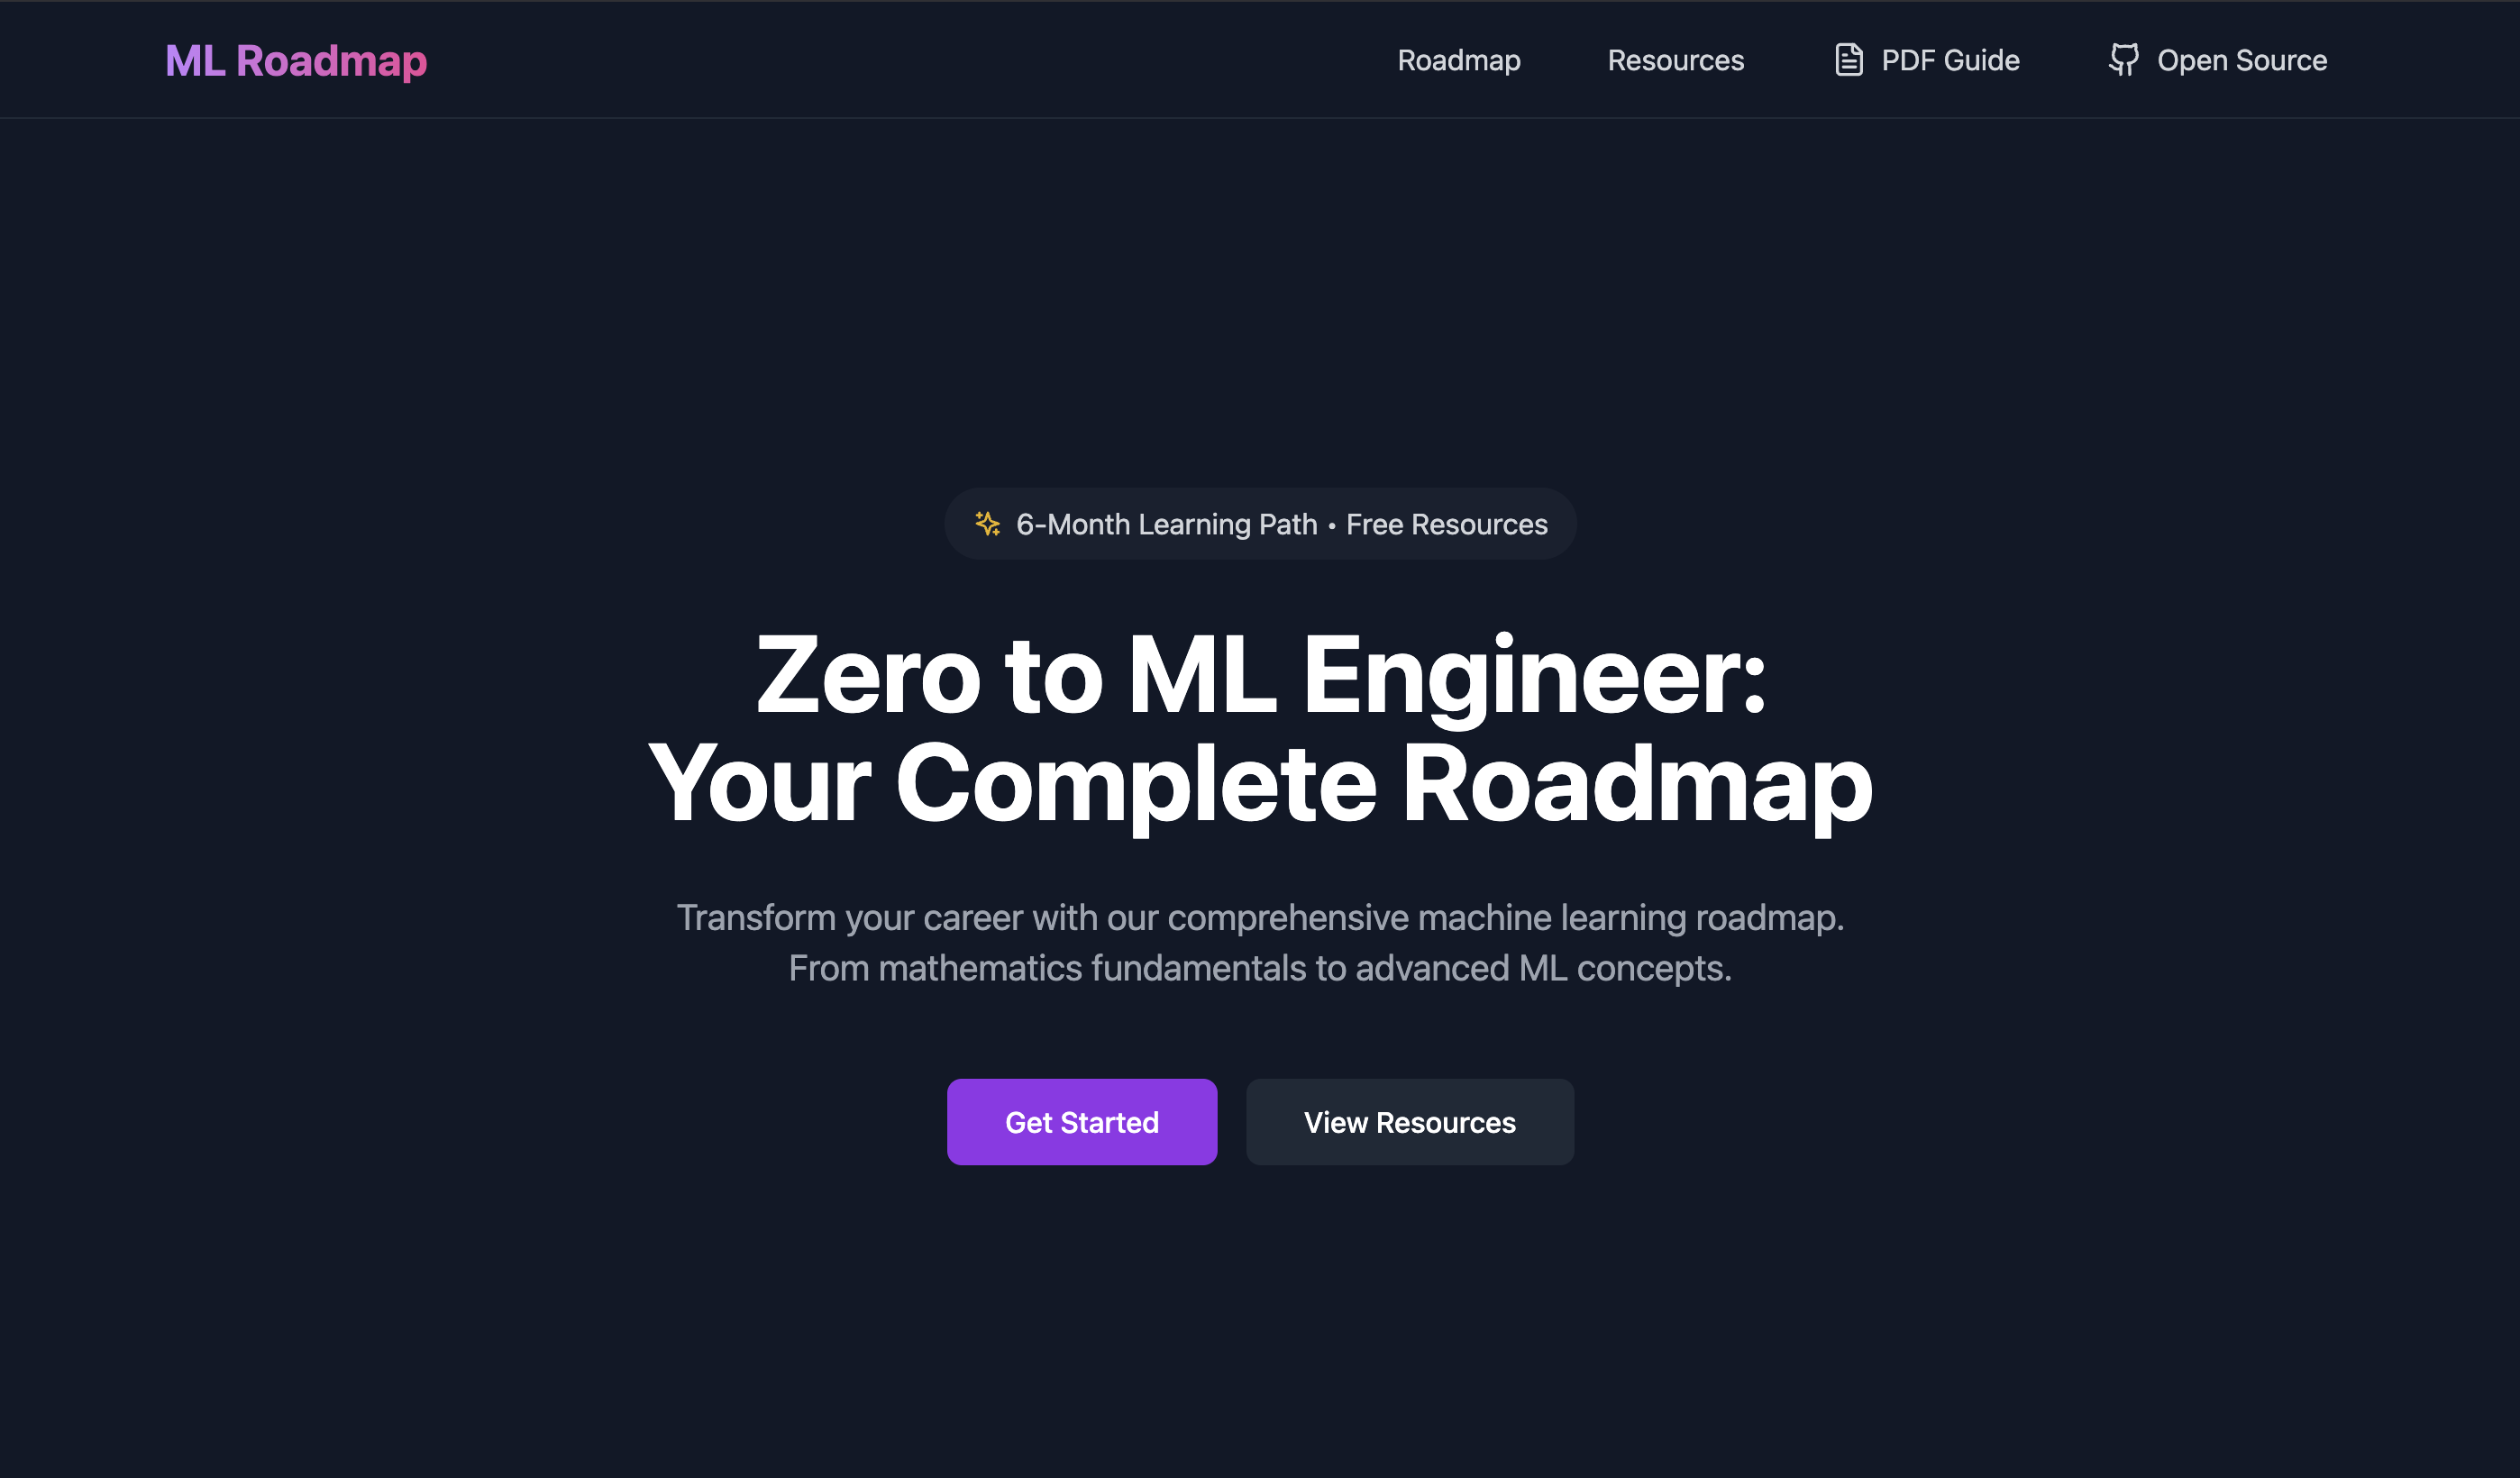 ML Roadmap
Roadmap
Resources
PDF Guide
Open Source
6-Month Learning Path • Free Resources
Zero to ML Engineer:
Your Complete Roadmap
Transform your career with our comprehensive machine learning roadmap.
From mathematics fundamentals to advanced ML concepts.
Get Started
View Resources